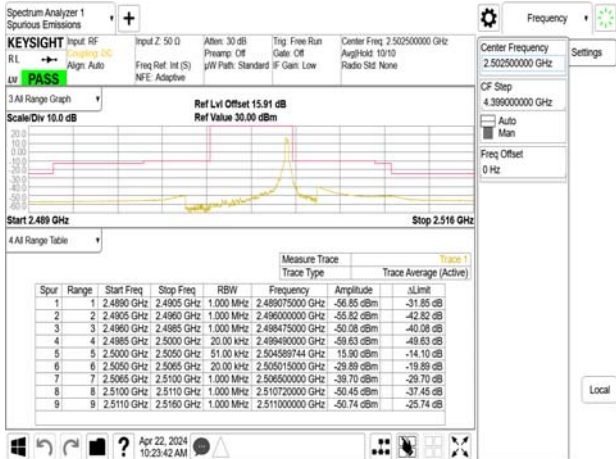 Spectrum Analyzer 1
Spurious Emissions
Frequency
KEYSIGHT Input: RF
Coupling: DC
Align: Auto
Input Z: 50 Ω
Freq Ref: Int (S)
NFE: Adaptive
Atten: 30 dB
Preamp: Off
µW Path: Standard
Trig: Free Run
Gate: Off
IF Gain: Low
Center Freq: 2.502500000 GHz
Avg|Hold: 10/10
Radio Std: None
RL
LV PASS
Center Frequency
2.502500000 GHz
Settings
CF Step
4.399000000 GHz
Auto
Man
Freq Offset
0 Hz
Local
3 All Range Graph
Scale/Div 10.0 dB
Ref Lvl Offset 15.91 dB
Ref Value 30.00 dBm
20.0
10.0
0.00
-10.0
-20.0
-30.0
-40.0
-50.0
-60.0
Start 2.489 GHz
Stop 2.516 GHz
4 All Range Table
Measure Trace Trace 1
Trace Type Trace Average (Active)
Spur Range Start Freq Stop Freq RBW Frequency Amplitude ΔLimit
1 1 2.4890 GHz 2.4905 GHz 1.000 MHz 2.489075000 GHz -56.85 dBm -31.85 dB
2 2 2.4905 GHz 2.4960 GHz 1.000 MHz 2.496000000 GHz -55.82 dBm -42.82 dB
3 3 2.4960 GHz 2.4985 GHz 1.000 MHz 2.498475000 GHz -50.08 dBm -40.08 dB
4 4 2.4985 GHz 2.5000 GHz 20.00 kHz 2.499490000 GHz -59.63 dBm -49.63 dB
5 5 2.5000 GHz 2.5050 GHz 51.00 kHz 2.504589744 GHz 15.90 dBm -14.10 dB
6 6 2.5050 GHz 2.5065 GHz 20.00 kHz 2.505015000 GHz -29.89 dBm -19.89 dB
7 7 2.5065 GHz 2.5100 GHz 1.000 MHz 2.506500000 GHz -39.70 dBm -29.70 dB
8 8 2.5100 GHz 2.5110 GHz 1.000 MHz 2.510720000 GHz -50.45 dBm -37.45 dB
9 9 2.5110 GHz 2.5160 GHz 1.000 MHz 2.511000000 GHz -50.74 dBm -25.74 dB
Apr 22, 2024
10:23:42 AM